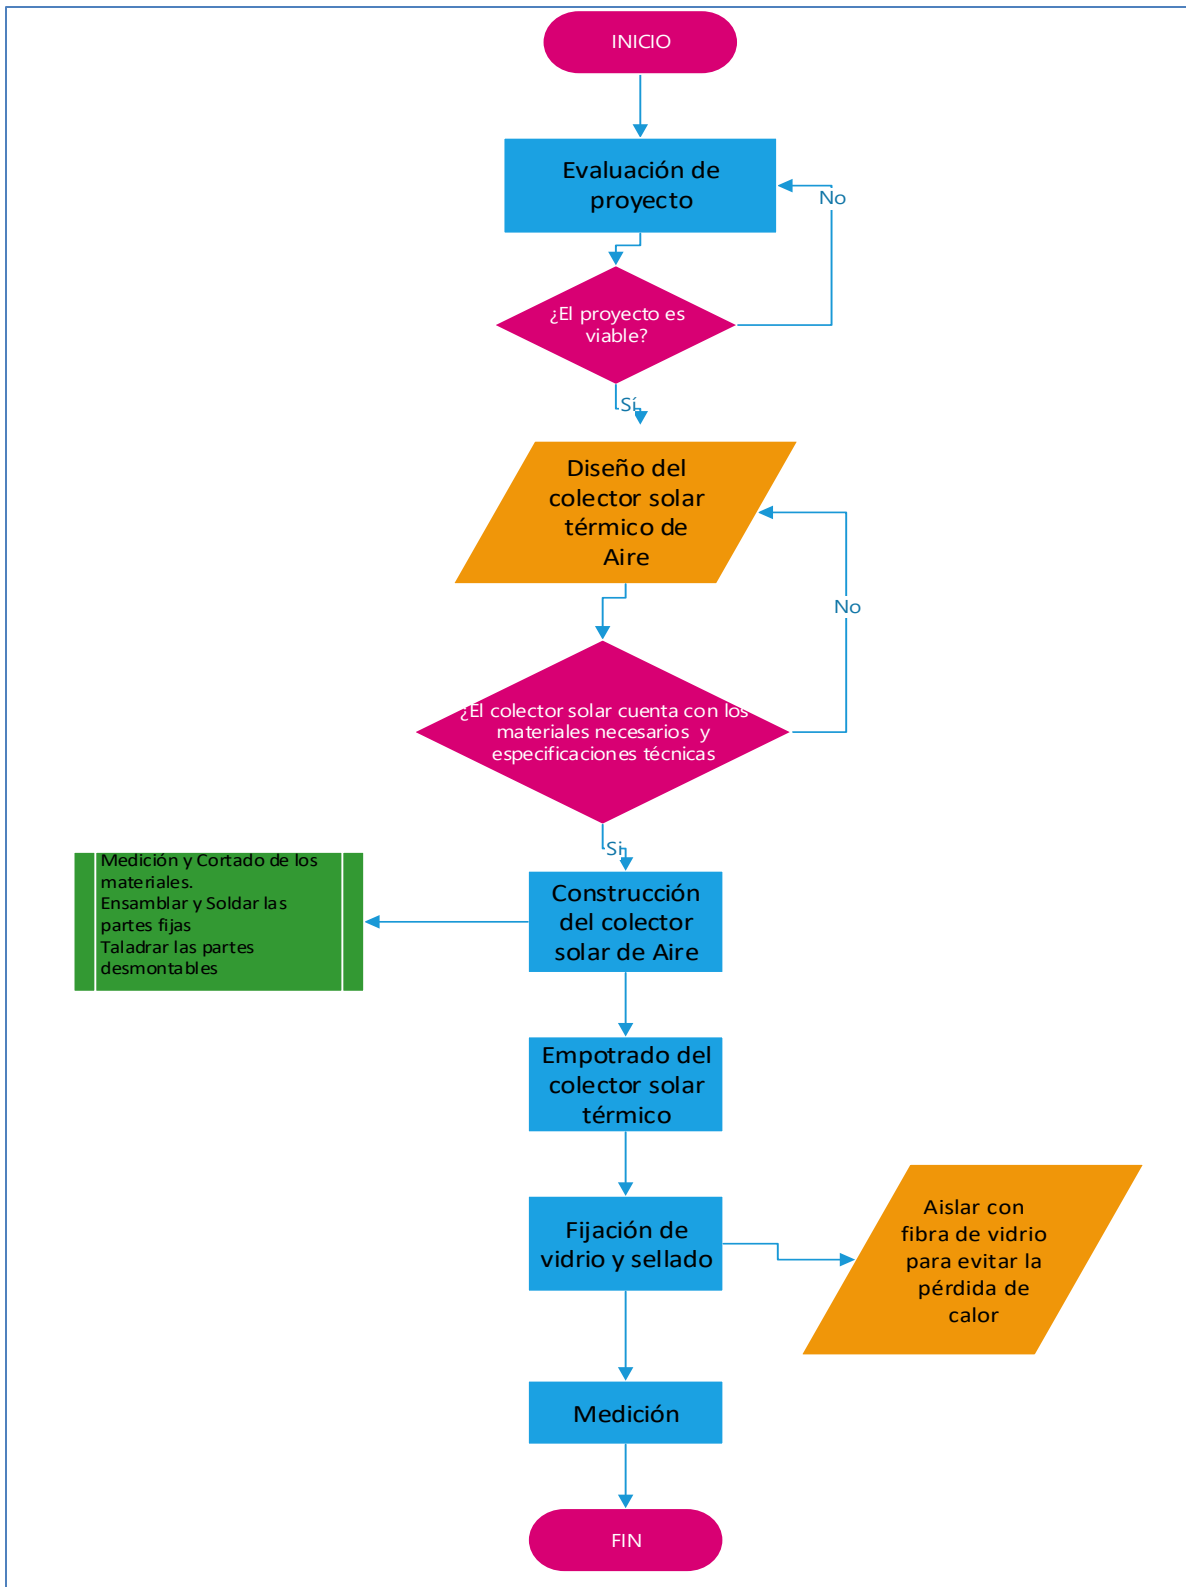 INICIO
Evaluación de
proyecto
No
¿El proyecto es
viable?
Sí
Diseño del
colector solar
térmico de
Aire
No
¿El colector solar cuenta con los
materiales necesarios y
especificaciones técnicas
Si
Medición y Cortado de los
materiales.
Ensamblar y Soldar las
partes fijas
Taladrar las partes
desmontables
Construcción
del colector
solar de Aire
Empotrado del
colector solar
térmico
Fijación de
vidrio y sellado
Aislar con
fibra de vidrio
para evitar la
pérdida de
calor
Medición
FIN